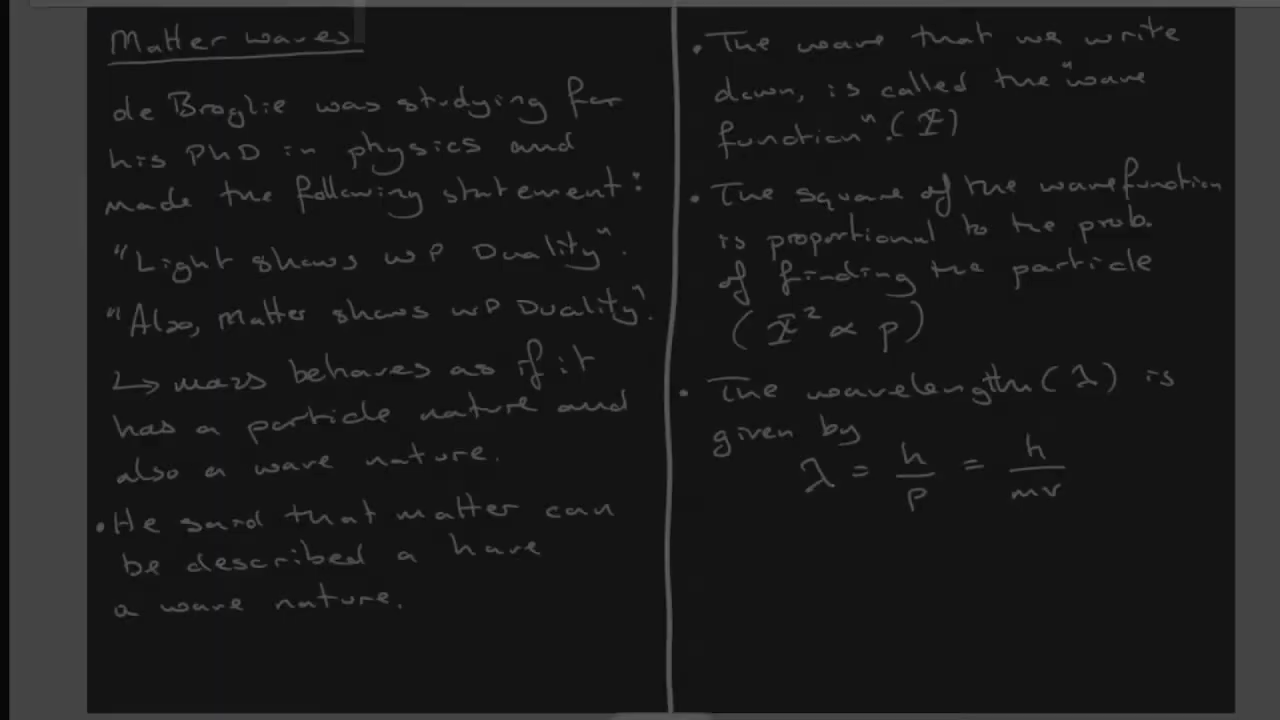 Matter waves
de Broglie was studying for
his PhD in physics and
made the following statement:
"Light shows WP Duality".
"Also, Matter shows WP Duality".
↳ mass behaves as if it
has a particle nature and
also a wave nature.
• He said that matter can
be described a have
a wave nature.
• The wave that we write
down, is called the "wave
function". (Ψ)
• The square of the wavefunction
is proportional to the prob.
of finding the particle
(Ψ² ∝ p)
• The wavelength (λ) is
given by
λ = h/p = h/mv